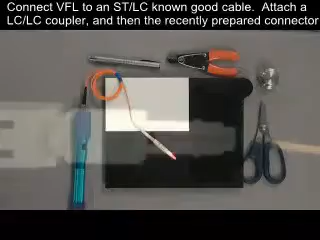 Connect VFL to an ST/LC known good cable.  Attach a
LC/LC coupler, and then the recently prepared connector